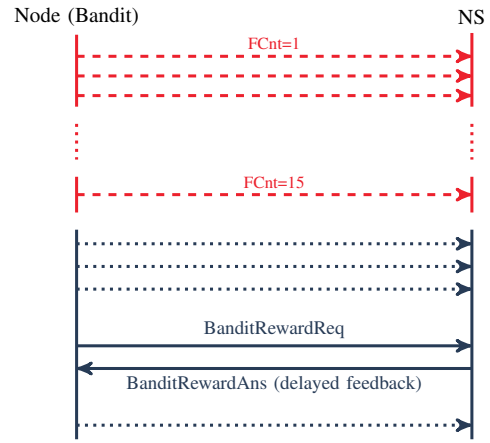 Node (Bandit) NS
FCnt=1
FCnt=15
BanditRewardReq
BanditRewardAns (delayed feedback)